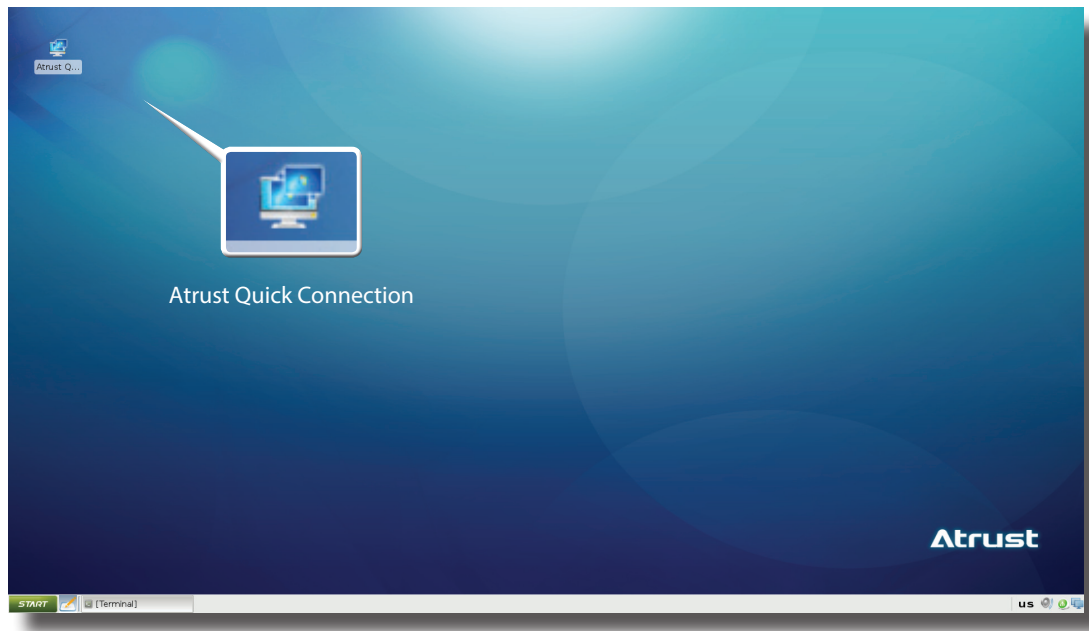 Atrust Q...
Atrust Quick Connection
Atrust
START
[Terminal]
us